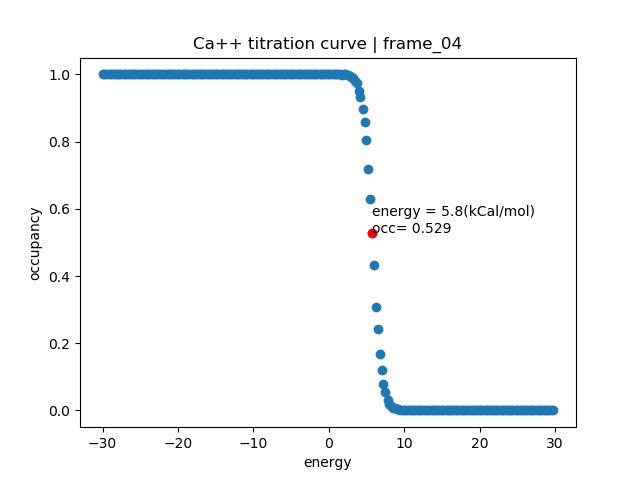 Ca++ titration curve | frame_04
1.0
0.8
0.6
0.4
0.2
0.0
occupancy
energy = 5.8(kCal/mol)
occ= 0.529
−30
−20
−10
0
10
20
30
energy